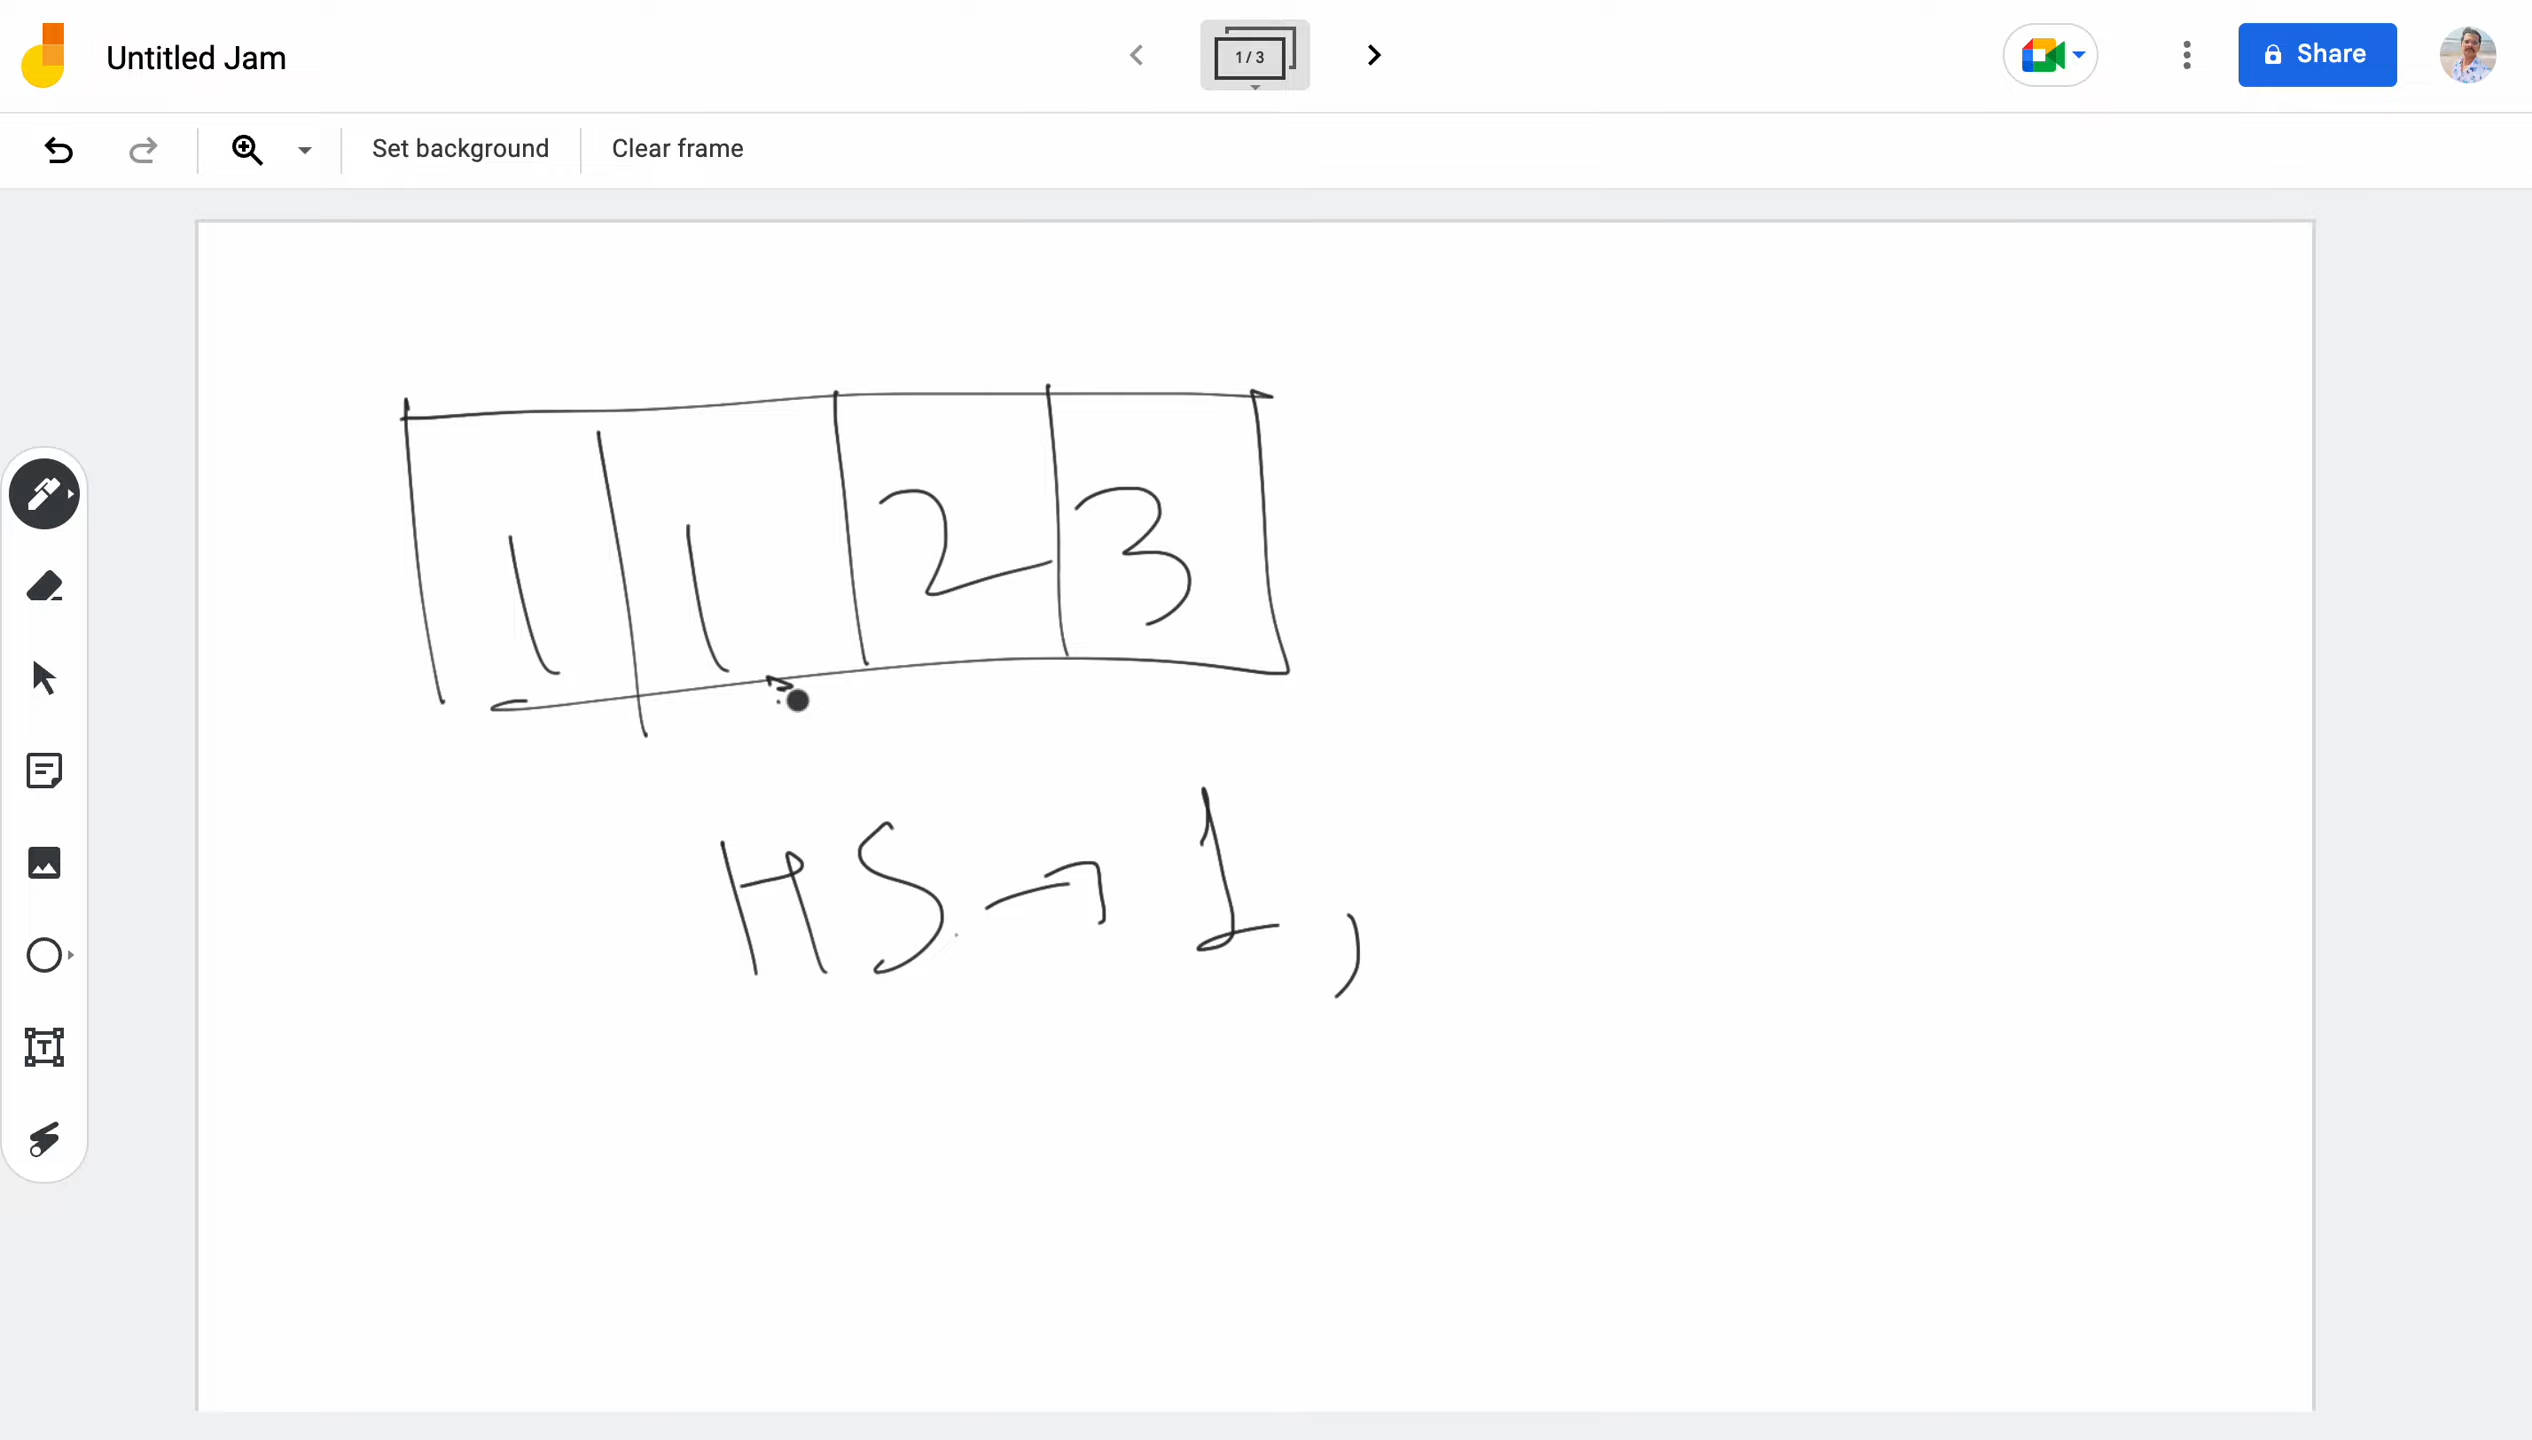 Untitled Jam
1 / 3
Share
Set background
Clear frame
1 1 2 3
HS → 1 ,
T